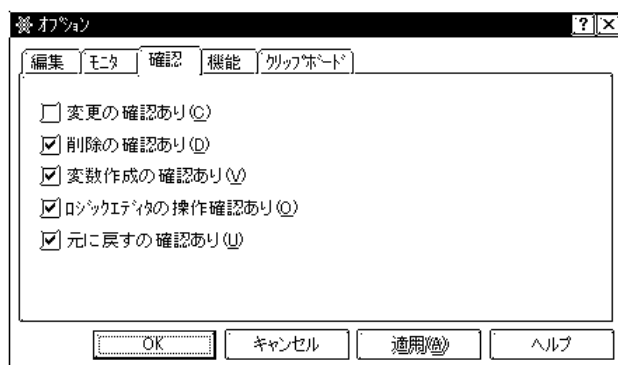 ｵﾌﾟｼｮﾝ
編集 ﾓﾆﾀ 確認 機能 ｸﾘｯﾌﾟﾎﾞｰﾄﾞ
変更の確認あり(C)
削除の確認あり(D)
変数作成の確認あり(V)
ﾛｼﾞｯｸｴﾃﾞｨﾀの操作確認あり(O)
元に戻すの確認あり(U)
OK キャンセル 適用(A) ヘルプ